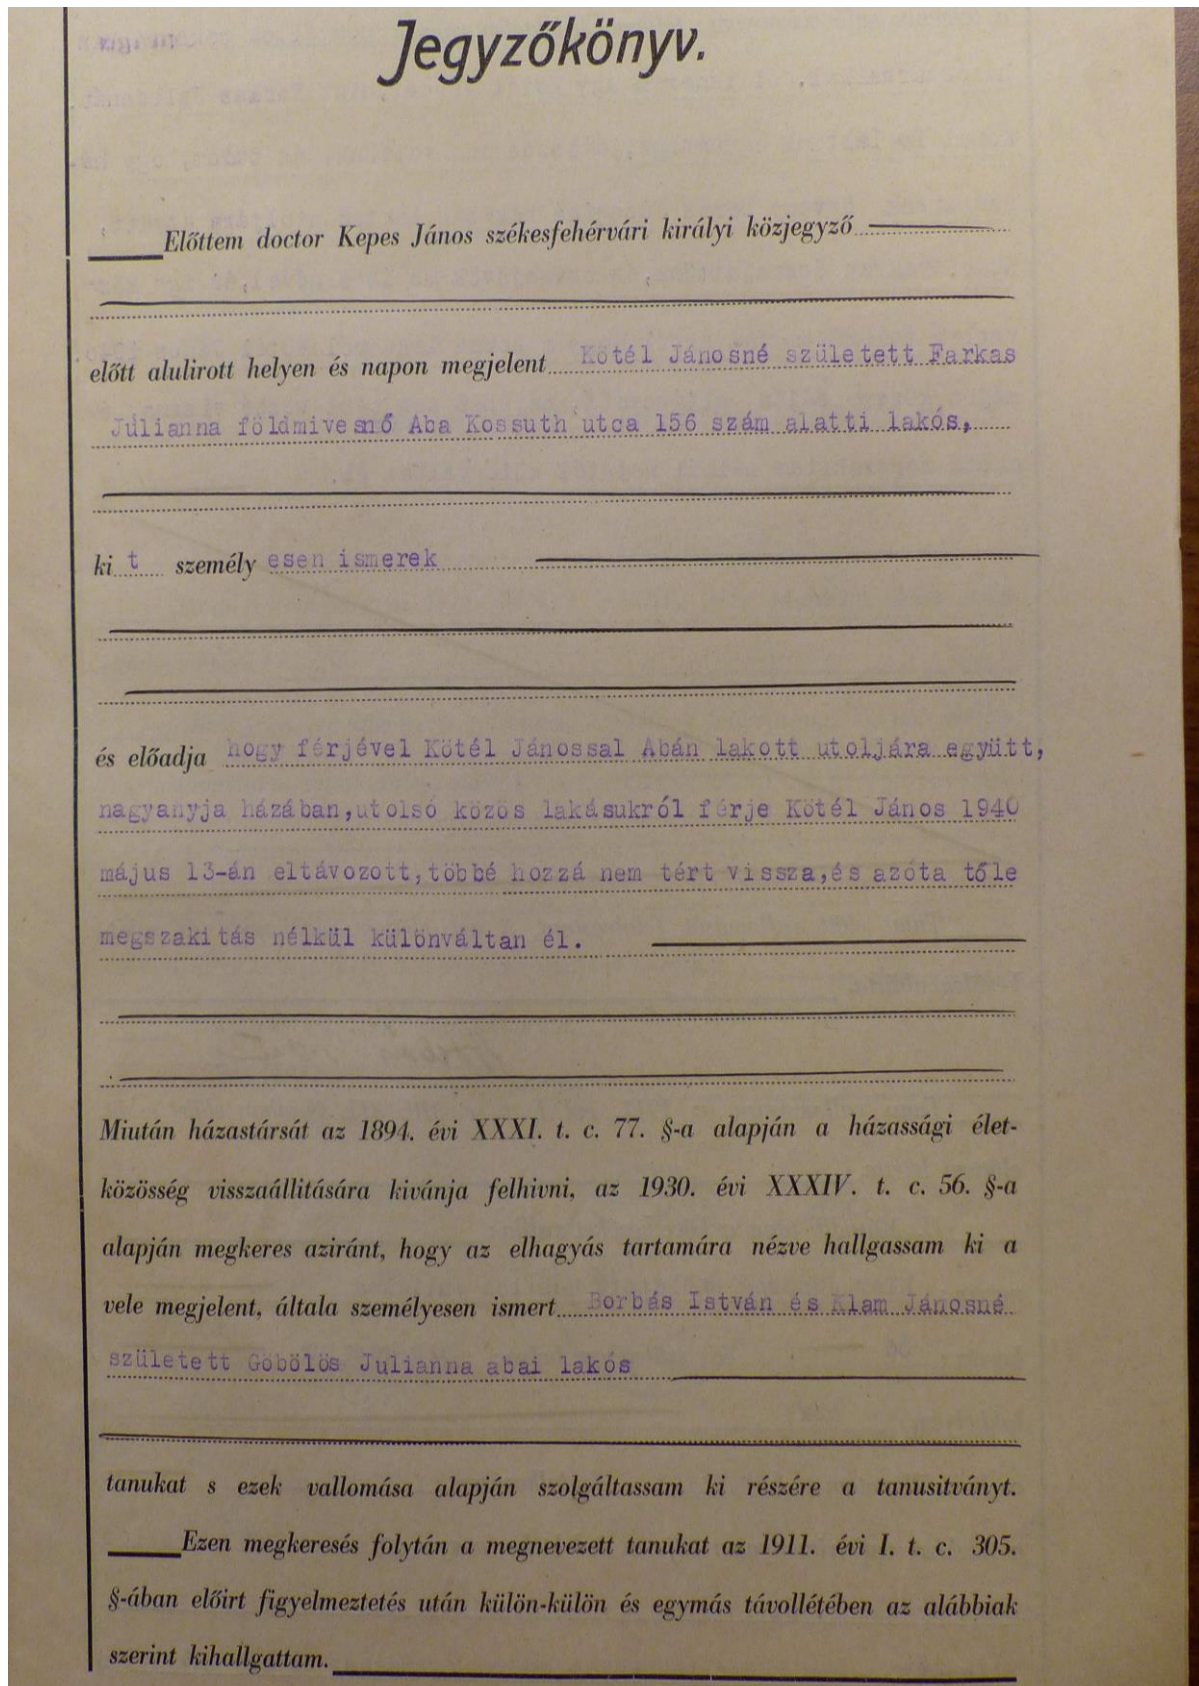 Jegyzőkönyv.
Előttem doctor Kepes János székesfehérvári királyi közjegyző
előtt alulirott helyen és napon megjelent Kötél Jánosné született Farkas
Julianna földmivesnő Aba Kossuth utca 156 szám alatti lakós,
ki t személy esen ismerek
és előadja hogy férjével Kötél Jánossal Abán lakott utoljára együtt,
nagyanyja házában,utolsó közös lakásukról férje Kötél János 1940
május 13-án eltávozott,többé hozzá nem tért vissza,és azóta tőle
megszakitás nélkül különváltan él.
Miután házastársát az 1894. évi XXXI. t. c. 77. §-a alapján a házassági élet-
közösség visszaállitására kivánja felhivni, az 1930. évi XXXIV. t. c. 56. §-a
alapján megkeres aziránt, hogy az elhagyás tartamára nézve hallgassam ki a
vele megjelent, általa személyesen ismert Borbás István és Klam Jánosné
született Göbölös Julianna abai lakós
tanukat s ezek vallomása alapján szolgáltassam ki részére a tanusitványt.
Ezen megkeresés folytán a megnevezett tanukat az 1911. évi I. t. c. 305.
§-ában előirt figyelmeztetés után külön-külön és egymás távollétében az alábbiak
szerint kihallgattam.